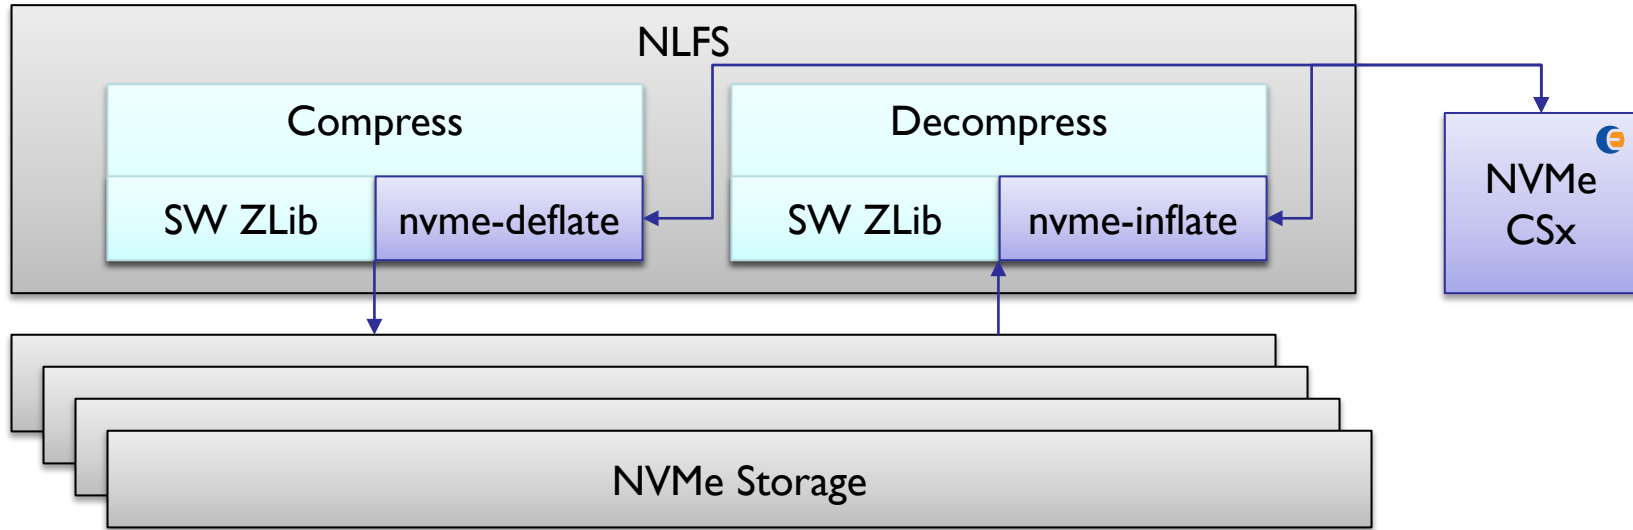 NLFS
Compress
Decompress
SW ZLib
nvme-deflate
SW ZLib
nvme-inflate
NVMe
CSx
NVMe Storage